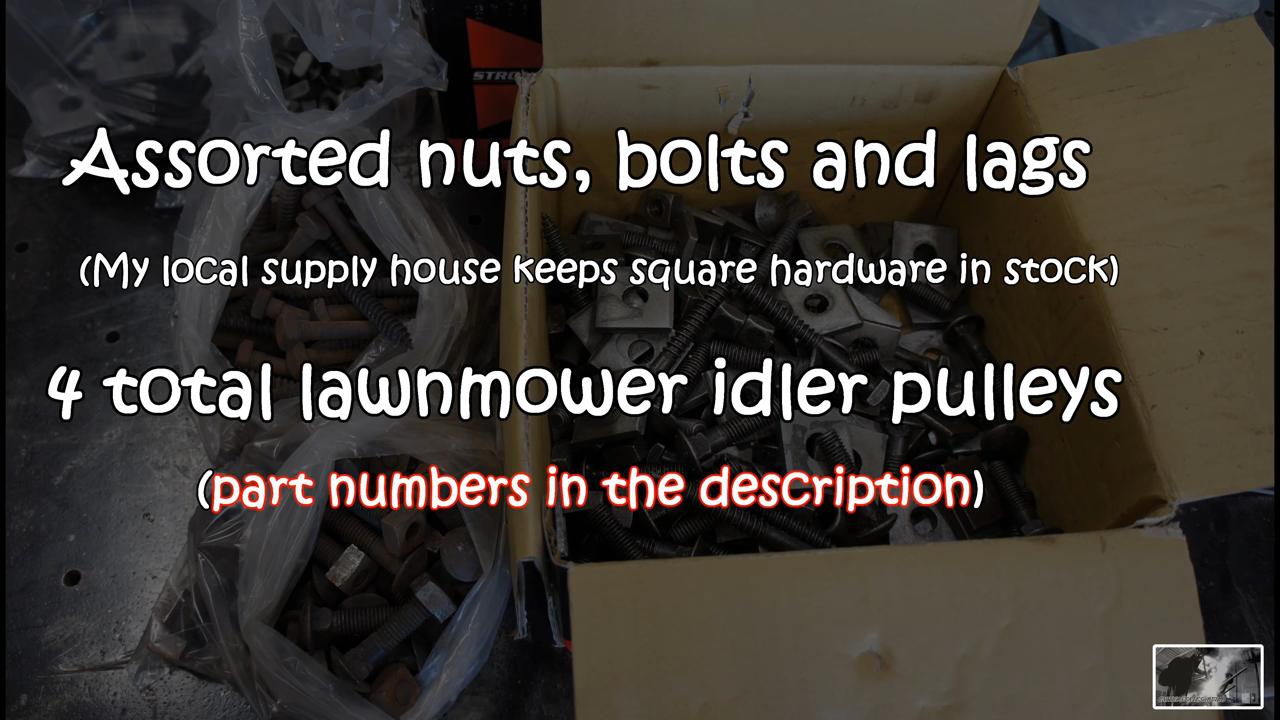 STRO
Assorted nuts, bolts and lags
(My local supply house keeps square hardware in stock)
4 total lawnmower idler pulleys
(part numbers in the description)